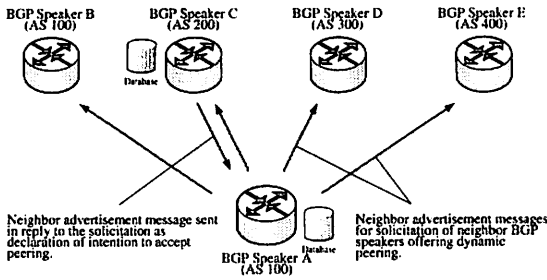 BGP Speaker B
(AS 100)
BGP Speaker C
(AS 200)
BGP Speaker D
(AS 300)
BGP Speaker E
(AS 400)
Database
Neighbor advertisement message sent
in reply to the solicitation as
declaration of intention to accept
peering.
BGP Speaker A
(AS 100)
Database
Neighbor advertisement messages
for solicitation of neighbor BGP
speakers offering dynamic
peering.